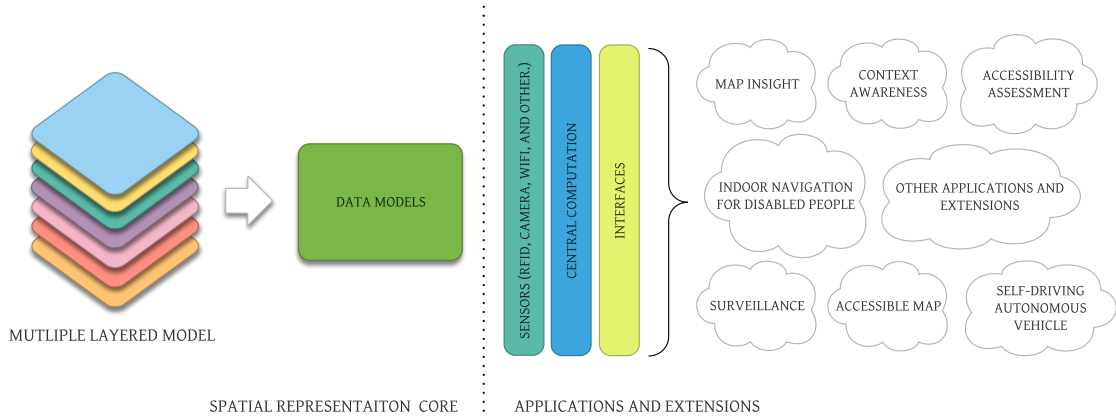 MUTLIPLE LAYERED MODEL
DATA MODELS
SPATIAL REPRESENTAITON CORE
SENSORS (RFID, CAMERA, WIFI, AND OTHER.)
CENTRAL COMPUTATION
INTERFACES
MAP INSIGHT
CONTEXT
AWARENESS
ACCESSIBILITY
ASSESSMENT
INDOOR NAVIGATION
FOR DISABLED PEOPLE
OTHER APPLICATIONS AND
EXTENSIONS
SURVEILLANCE
ACCESSIBLE MAP
SELF-DRIVING
AUTONOMOUS
VEHICLE
APPLICATIONS AND EXTENSIONS